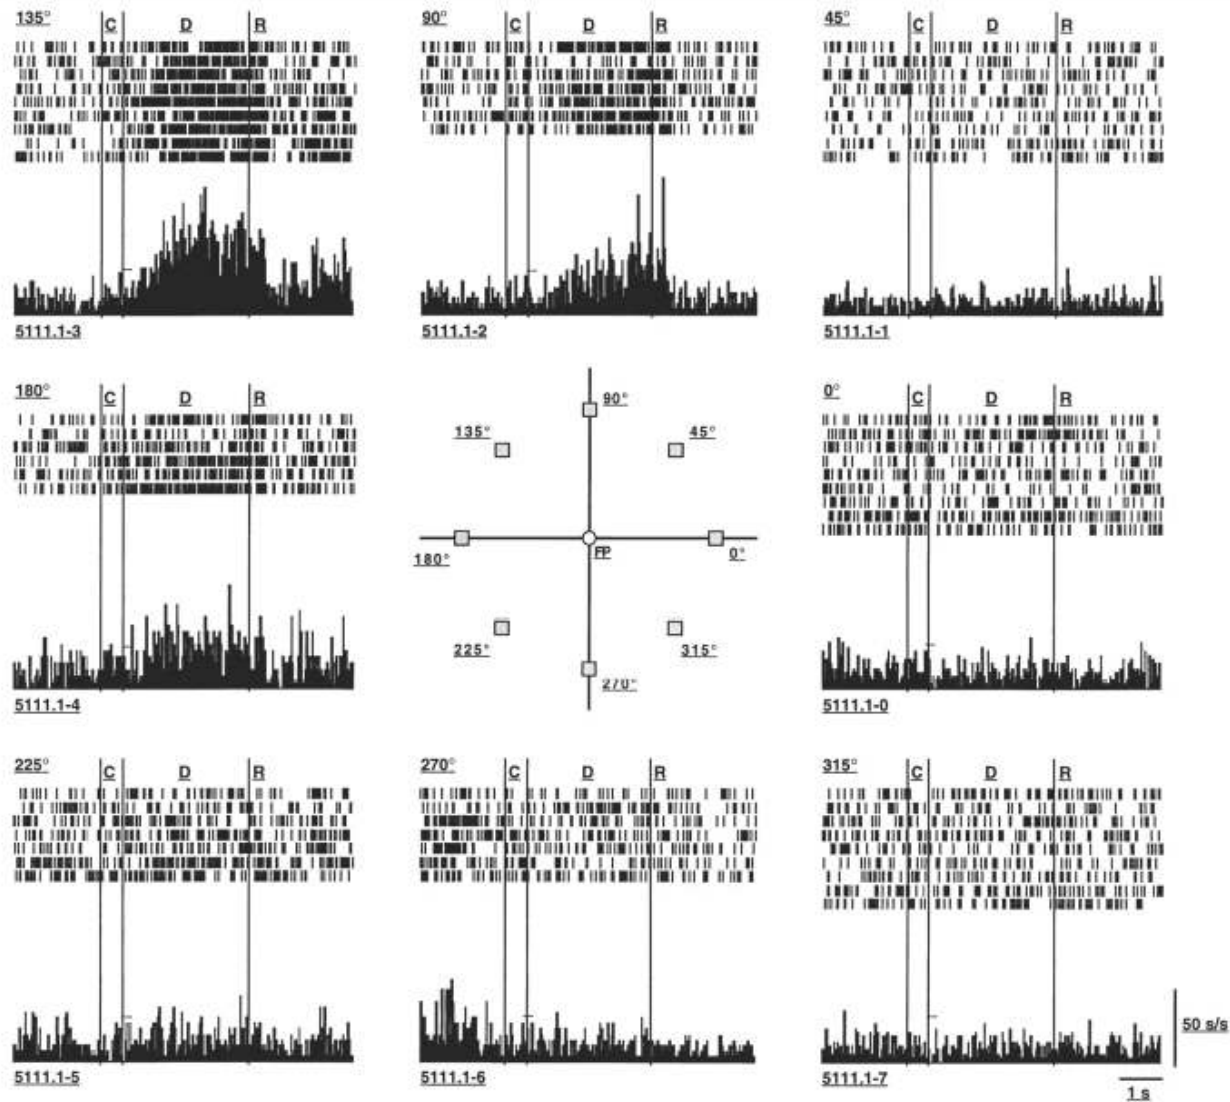 135° C D R
90° C D R
45° C D R
5111.1-3
5111.1-2
5111.1-1
180° C D R
0° C D R
90°
135°
45°
FP
180°
0°
225°
315°
270°
5111.1-4
5111.1-0
225° C D R
270° C D R
315° C D R
50 s/s
5111.1-5
5111.1-6
5111.1-7
1 s